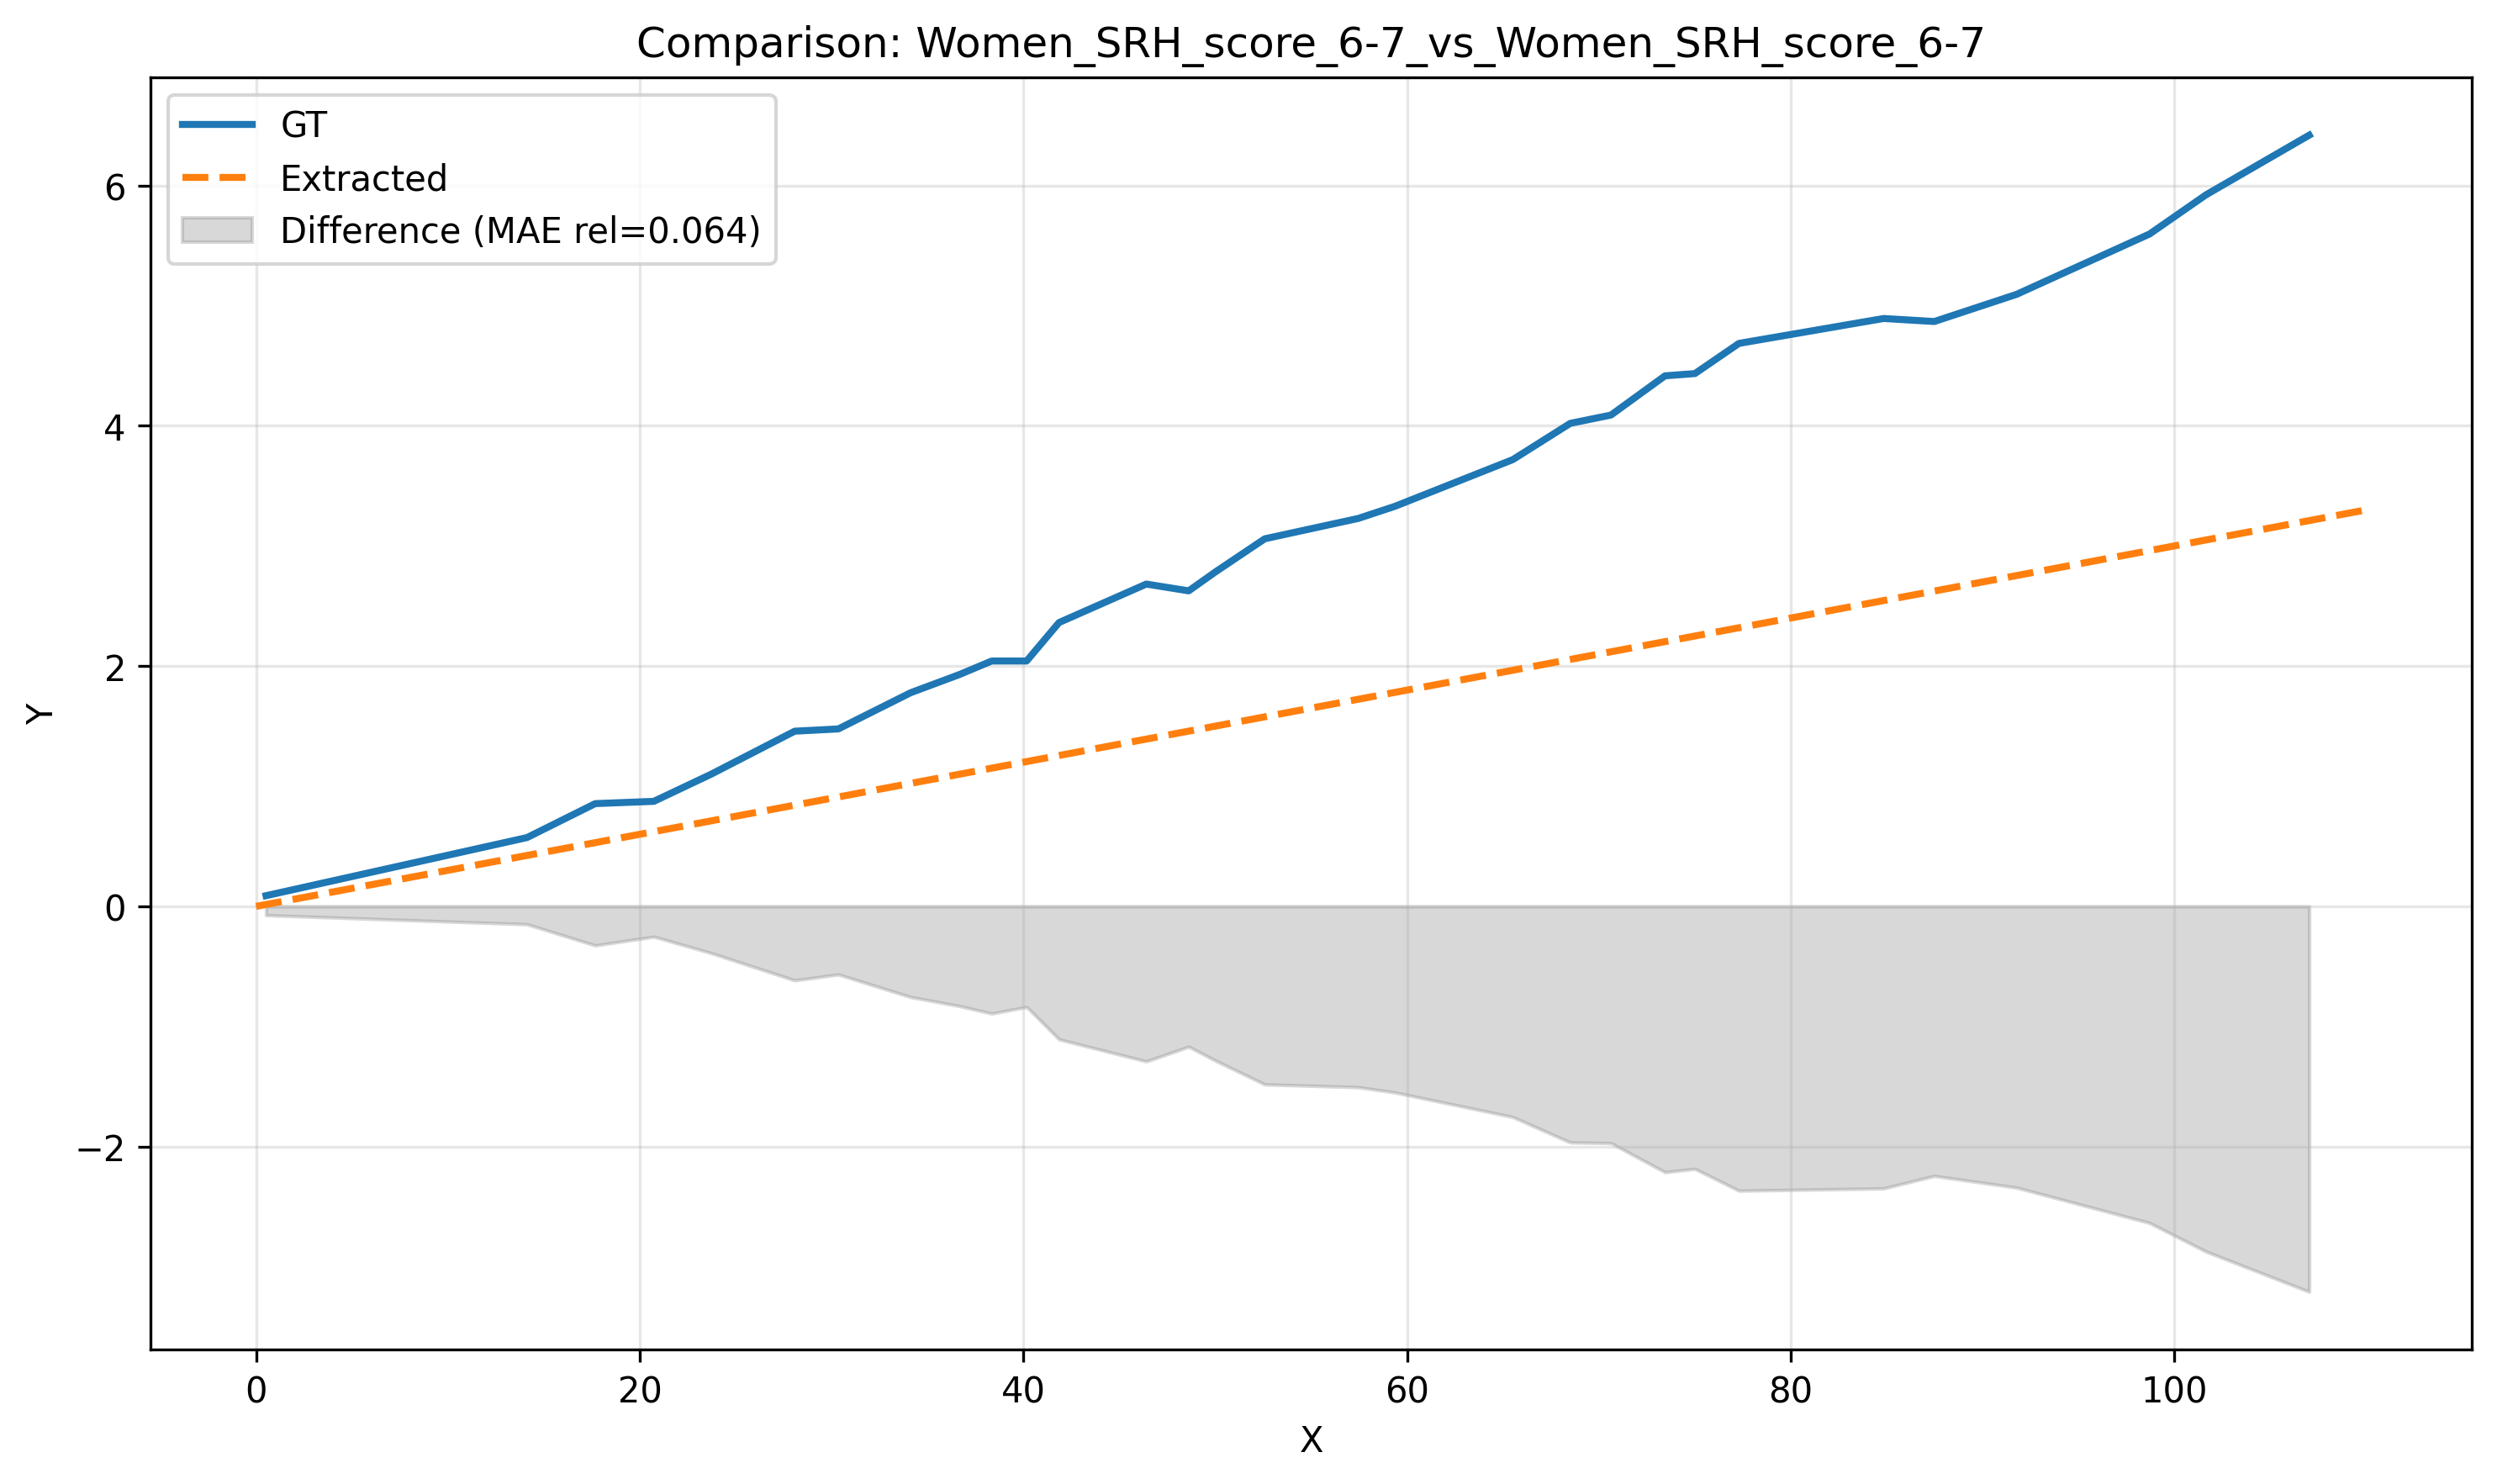 Comparison: Women_SRH_score_6-7_vs_Women_SRH_score_6-7
GT
Extracted
Difference (MAE rel=0.064)
6
4
2
0
−2
Y
0 20 40 60 80 100
X